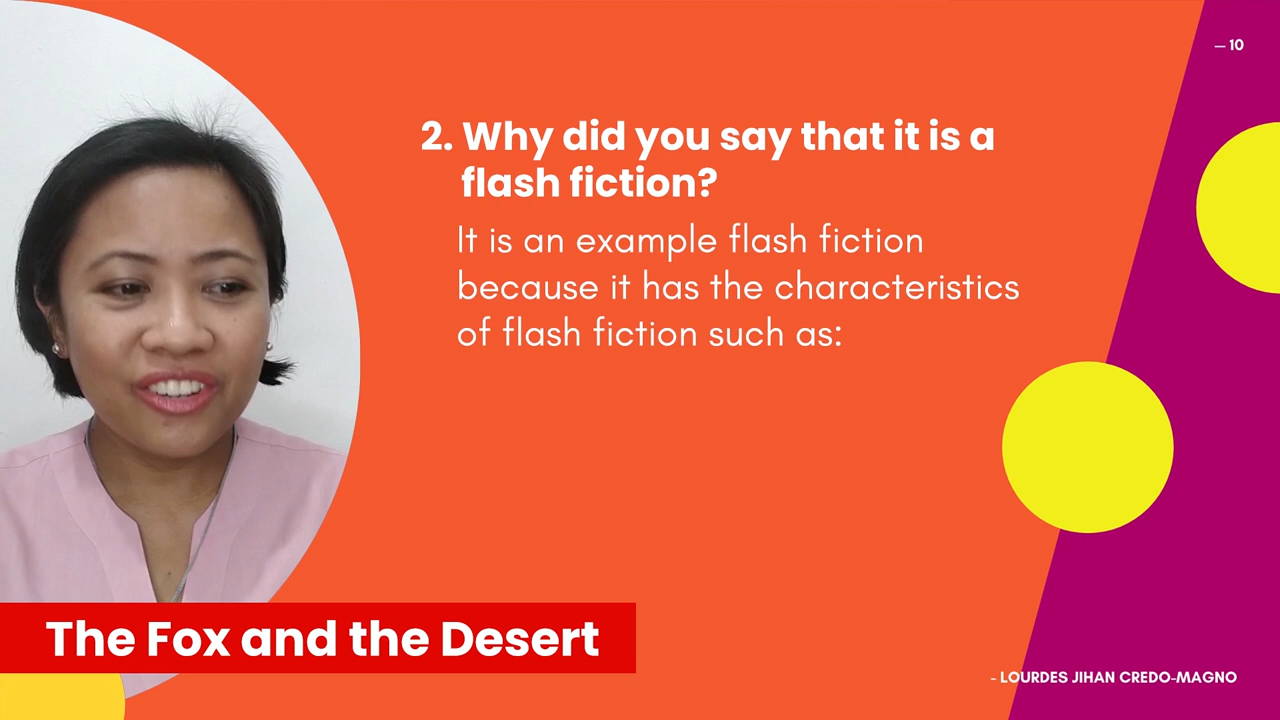 — 10
2. Why did you say that it is a
flash fiction?
It is an example flash fiction
because it has the characteristics
of flash fiction such as:
The Fox and the Desert
- LOURDES JIHAN CREDO-MAGNO